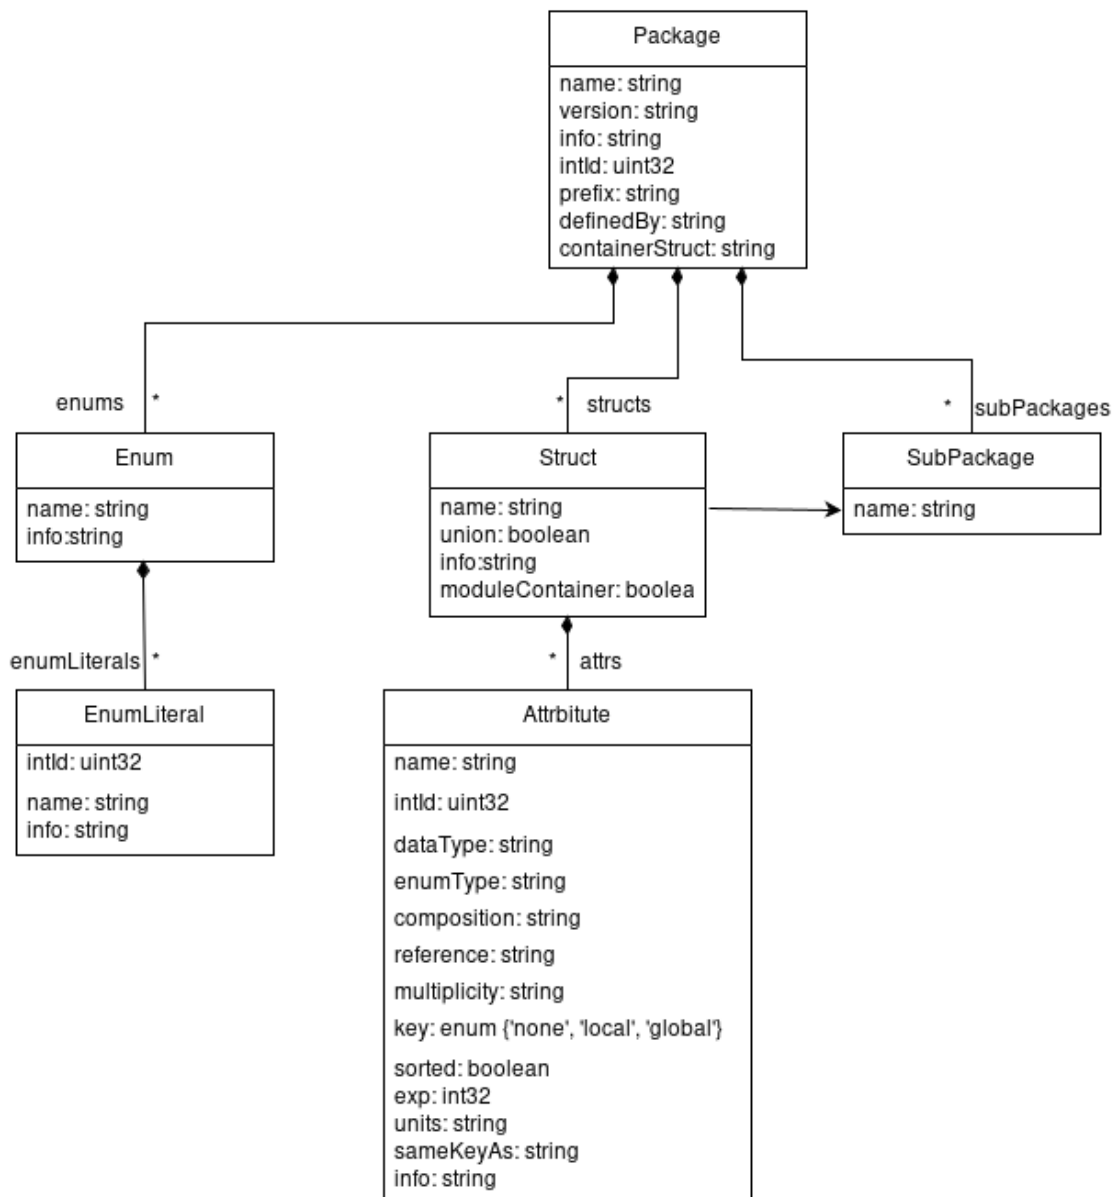 Package
name: string
version: string
info: string
intId: uint32
prefix: string
definedBy: string
containerStruct: string
enums *
* structs
* subPackages
Enum
name: string
info:string
Struct
name: string
union: boolean
info:string
moduleContainer: boolea
SubPackage
name: string
enumLiterals *
* attrs
EnumLiteral
intId: uint32
name: string
info: string
Attrbitute
name: string
intId: uint32
dataType: string
enumType: string
composition: string
reference: string
multiplicity: string
key: enum {'none', 'local', 'global'}
sorted: boolean
exp: int32
units: string
sameKeyAs: string
info: string